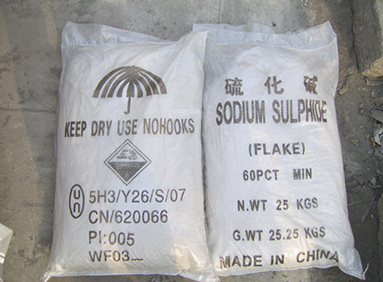 KEEP DRY USE NOHOOKS
5H3/Y26/S/07
CN/620066
PI:005
WF03
硫化碱
SODIUM SULPHIDE
(FLAKE)
60PCT MIN
N.WT 25 KGS
G.WT 25.25 KGS
MADE IN CHINA